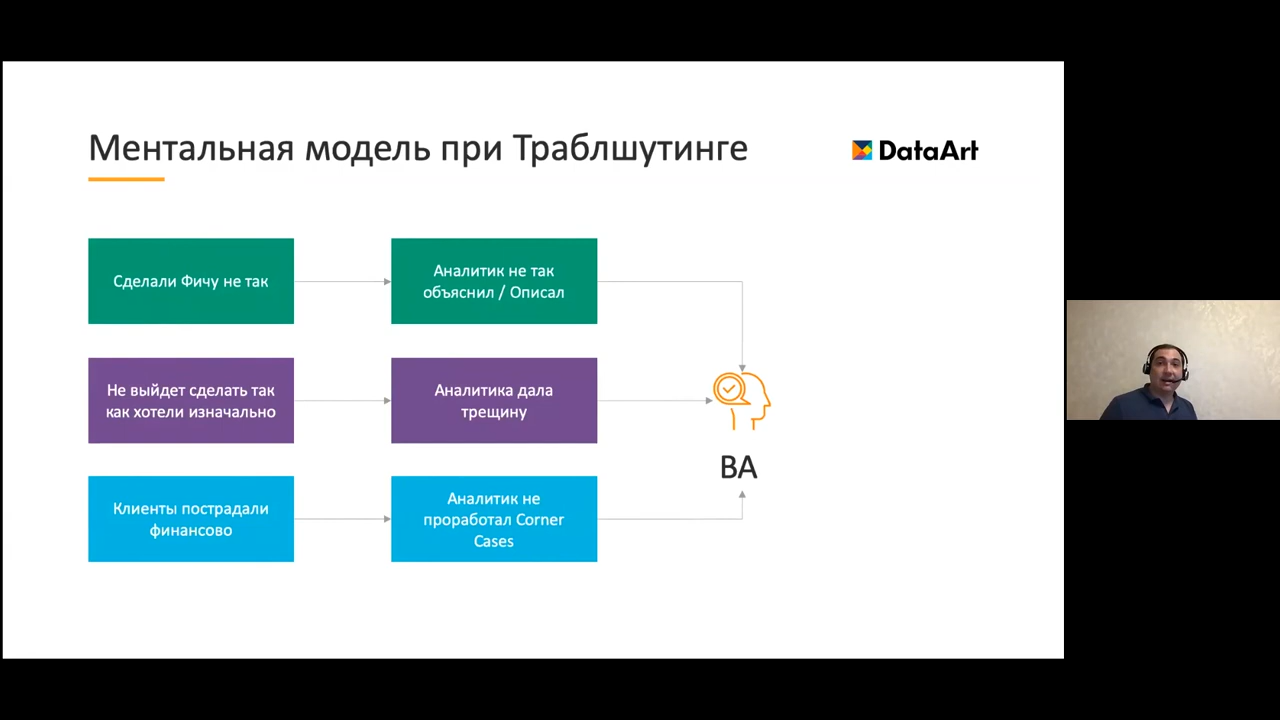 Ментальная модель при Траблшутинге
DataArt
Сделали Фичу не так
Аналитик не так
объяснил / Описал
Не выйдет сделать так
как хотели изначально
Аналитика дала
трещину
BA
Клиенты пострадали
финансово
Аналитик не
проработал Corner
Cases